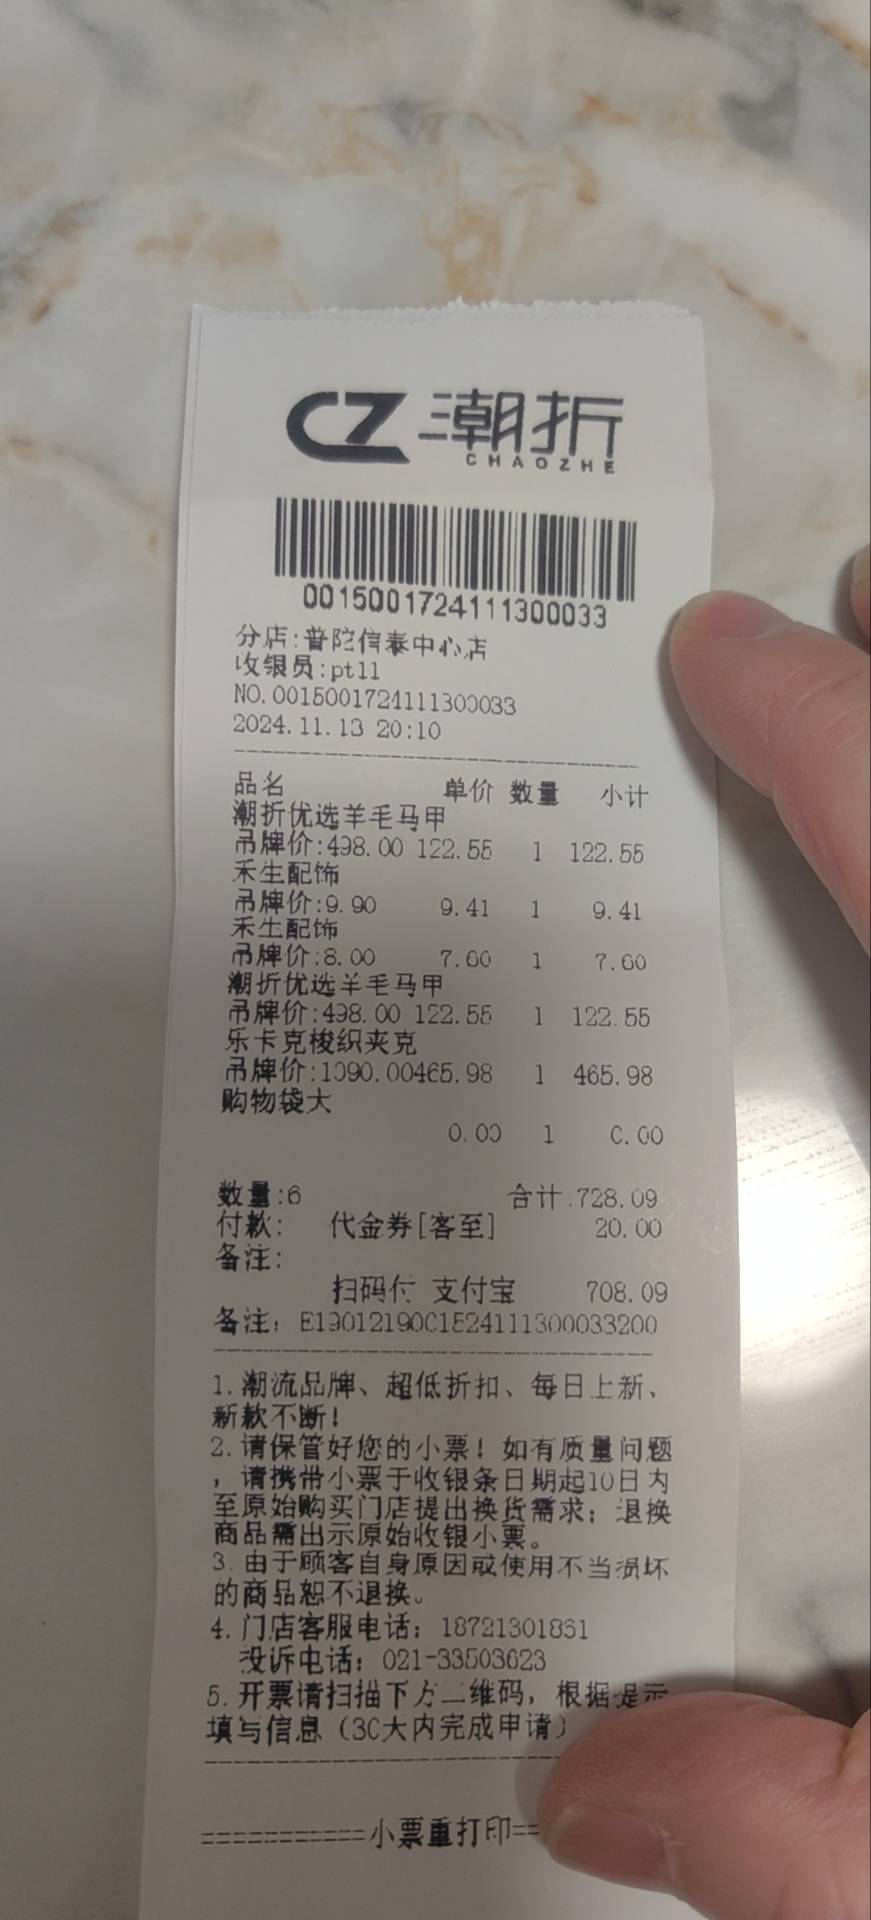 CZ 潮折
CHAOZHE
0015001724111300033
分店:普陀信泰中心店
收银员:pt11
NO.0015001724111300033
2024.11.13 20:10
品名 单价 数量 小计
潮折优选羊毛马甲
吊牌价:498.00 122.55 1 122.55
禾生配饰
吊牌价:9.90 9.41 1 9.41
禾生配饰
吊牌价:8.00 7.60 1 7.60
潮折优选羊毛马甲
吊牌价:498.00 122.55 1 122.55
乐卡克梭织夹克
吊牌价:1090.00465.98 1 465.98
购物袋大
0.00 1 0.00
数量:6 合计:728.09
付款: 代金券[客至] 20.00
备注:
扫码付 支付宝 708.09
备注: E1901219001524111300033200
1.潮流品牌、超低折扣、每日上新、
新款不断!
2.请保管好您的小票!如有质量问题
,请携带小票于收银条日期起10日内
至原始购买门店提出换货需求;退换
商品需出示原始收银小票。
3.由于顾客自身原因或使用不当损坏
的商品恕不退换。
4.门店客服电话: 18721301861
投诉电话: 021-33503623
5.开票请扫描下方二维码,根据提示
填写信息(30天内完成申请)
===========小票重打印==